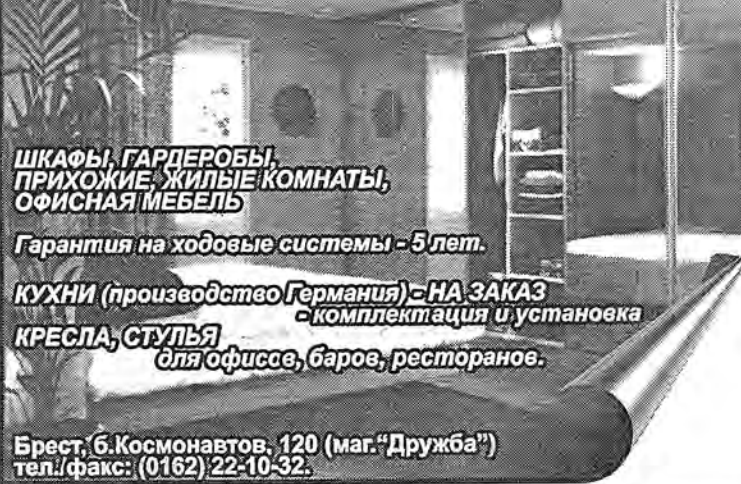 ШКАФЫ, ГАРДЕРОБЫ,
ПРИХОЖИЕ, ЖИЛЫЕ КОМНАТЫ,
ОФИСНАЯ МЕБЕЛЬ
Гарантия на ходовые системы - 5 лет.
КУХНИ (производство Германия) - НА ЗАКАЗ
- комплектация и установка
КРЕСЛА, СТУЛЬЯ
для офисов, баров, ресторанов.
Брест, б.Космонавтов, 120 (маг."Дружба")
тел./факс: (0162) 22-10-32.